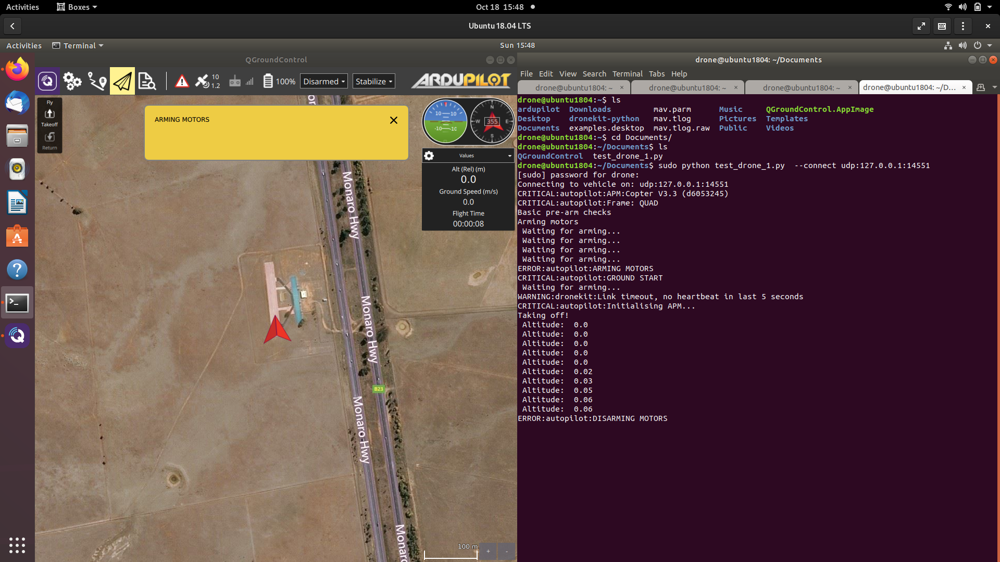 Activities Boxes Oct 18 15:48
Ubuntu 18.04 LTS
Activities Terminal Sun 15:48
QGroundControl
10
1.2
100% Disarmed Stabilize ARDUPILOT
Fly
Takeoff
Return
ARMING MOTORS
10 10
-10 -10
N
W 355 E
S
Values
Alt (Rel) (m)
0.0
Ground Speed (m/s)
0.0
Flight Time
00:00:08
Monaro Hwy
Monaro Hwy
B23
Monaro Hwy
Monaro
100 m + -
drone@ubuntu1804: ~/Documents
File Edit View Search Terminal Tabs Help
drone@ubuntu1804: ~ × drone@ubuntu1804: ~ × drone@ubuntu1804: ~ × drone@ubuntu1804: ~/D... ×
drone@ubuntu1804:~$ ls
ardupilot Downloads mav.parm Music QGroundControl.AppImage
Desktop dronekit-python mav.tlog Pictures Templates
Documents examples.desktop mav.tlog.raw Public Videos
drone@ubuntu1804:~$ cd Documents/
drone@ubuntu1804:~/Documents$ ls
QGroundControl test_drone_1.py
drone@ubuntu1804:~/Documents$ sudo python test_drone_1.py --connect udp:127.0.0.1:14551
[sudo] password for drone:
Connecting to vehicle on: udp:127.0.0.1:14551
CRITICAL:autopilot:APM:Copter V3.3 (d6053245)
CRITICAL:autopilot:Frame: QUAD
Basic pre-arm checks
Arming motors
Waiting for arming...
Waiting for arming...
Waiting for arming...
Waiting for arming...
ERROR:autopilot:ARMING MOTORS
CRITICAL:autopilot:GROUND START
Waiting for arming...
WARNING:dronekit:Link timeout, no heartbeat in last 5 seconds
CRITICAL:autopilot:Initialising APM...
Taking off!
Altitude: 0.0
Altitude: 0.0
Altitude: 0.0
Altitude: 0.0
Altitude: 0.0
Altitude: 0.02
Altitude: 0.03
Altitude: 0.05
Altitude: 0.06
Altitude: 0.06
ERROR:autopilot:DISARMING MOTORS